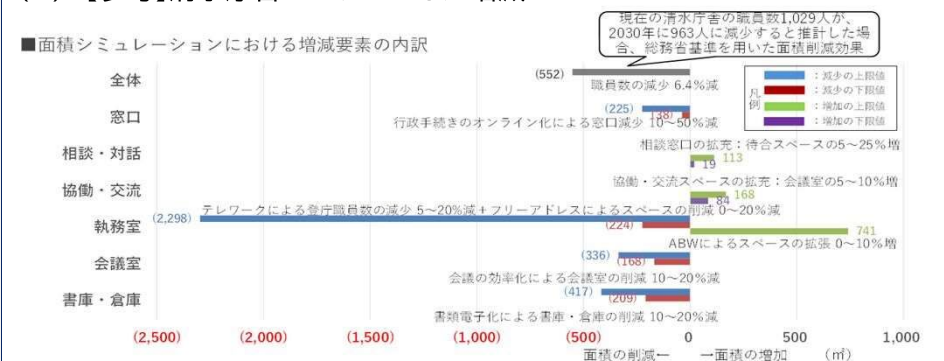 現在の清水庁舎の職員数1,029人が、
2030年に963人に減少すると推計した場
合、総務省基準を用いた面積削減効果
■面積シミュレーションにおける増減要素の内訳
凡例
：減少の上限値
：減少の下限値
：増加の上限値
：増加の下限値
全体
(552)
職員数の減少 6.4%減
窓口
(225)
(38)
行政手続きのオンライン化による窓口減少 10～50%減
相談・対話
相談窓口の拡充：待合スペースの5～25%増
113
19
協働・交流
協働・交流スペースの拡充：会議室の5～10%増
168
84
執務室
テレワークによる登庁職員数の減少 5～20%減＋フリーアドレスによるスペースの削減 0～20%減
(2,298)
(224)
741
ABWによるスペースの拡張 0～10%増
会議室
(336)
(168)
会議の効率化による会議室の削減 10～20%減
書庫・倉庫
(417)
(209)
書類電子化による書庫・倉庫の削減 10～20%減
(2,500) (2,000) (1,500) (1,000) (500) 0 500 1,000
面積の削減← →面積の増加 （㎡）